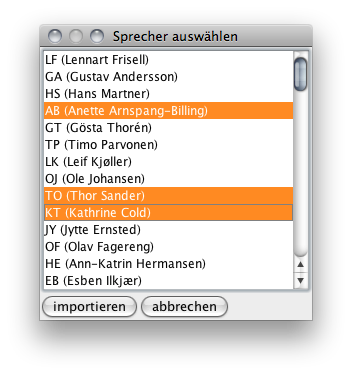 Sprecher auswählen
LF (Lennart Frisell)
GA (Gustav Andersson)
HS (Hans Martner)
AB (Anette Arnspang-Billing)
GT (Gösta Thorén)
TP (Timo Parvonen)
LK (Leif Kjøller)
OJ (Ole Johansen)
TO (Thor Sander)
KT (Kathrine Cold)
JY (Jytte Ernsted)
OF (Olav Fagereng)
HE (Ann-Katrin Hermansen)
EB (Esben Ilkjær)
importieren abbrechen